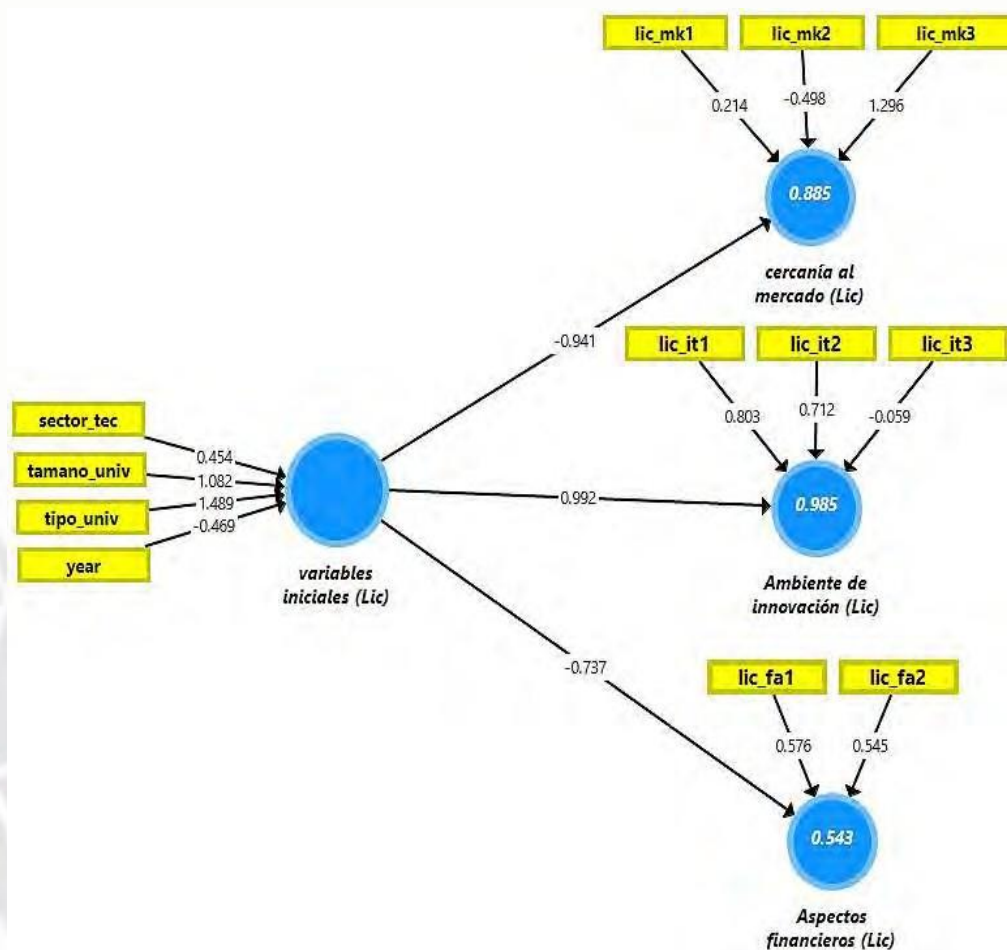 lic_mk1
lic_mk2
lic_mk3
0.214
-0.498
1.296
0.885
cercanía al
mercado (Lic)
-0.941
lic_it1
lic_it2
lic_it3
0.803
0.712
-0.059
sector_tec
tamano_univ
tipo_univ
year
0.454
1.082
1.489
-0.469
variables
iniciales (Lic)
0.992
0.985
Ambiente de
innovación (Lic)
-0.737
lic_fa1
lic_fa2
0.576
0.545
0.543
Aspectos
financieros (Lic)